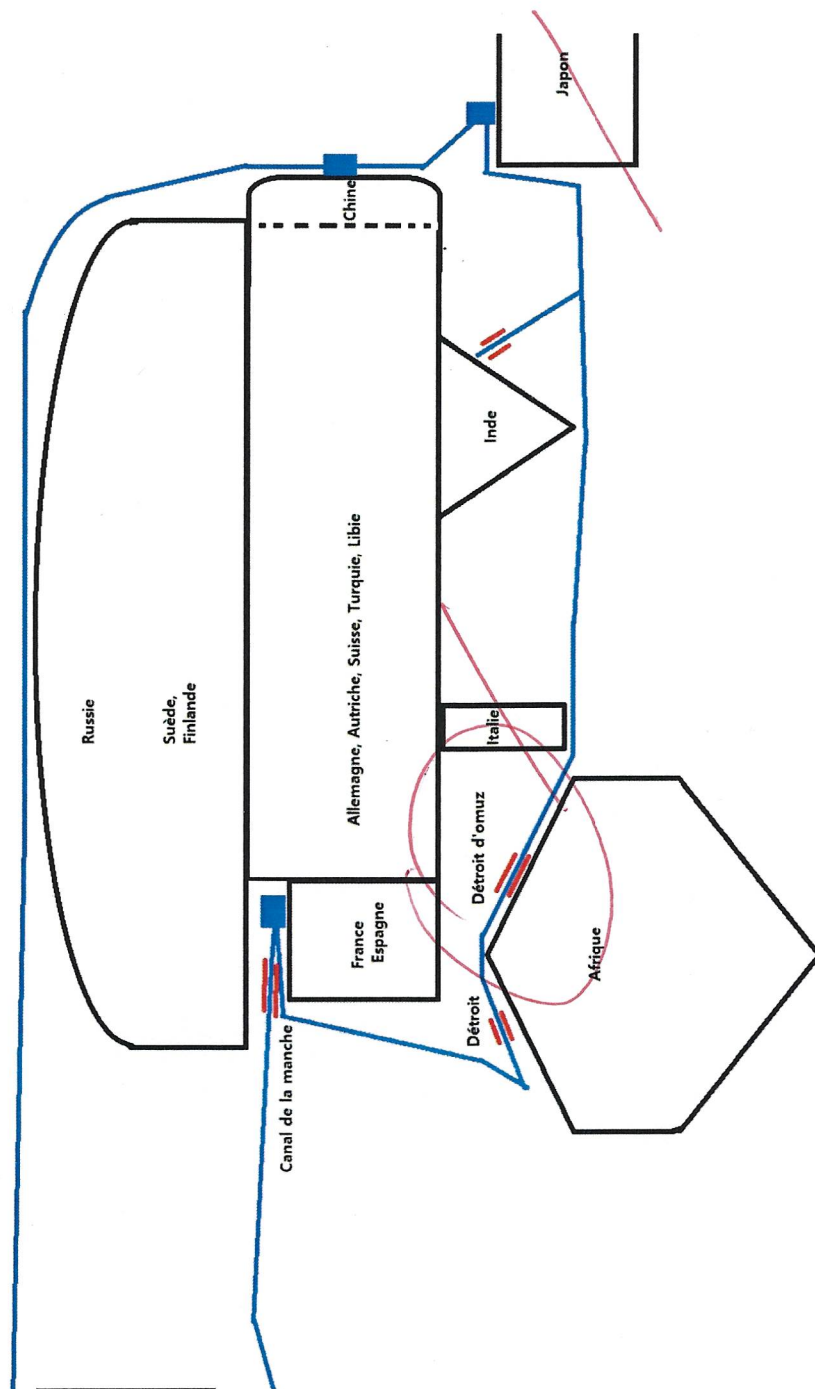 Russie
Suède,
Finlande
Allemagne, Autriche, Suisse, Turquie, Libie
Chine
Japon
France
Espagne
Canal de la manche
Italie
Inde
Détroit d'omuz
Détroit
Afrique